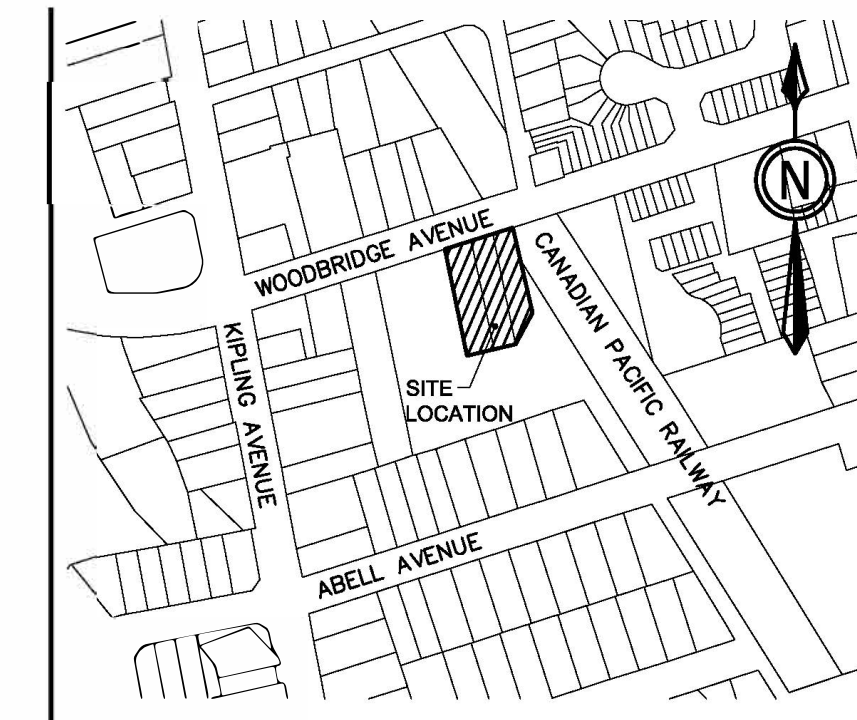 N
WOODBRIDGE AVENUE
CANADIAN PACIFIC RAILWAY
KIPLING AVENUE
SITE
LOCATION
ABELL AVENUE